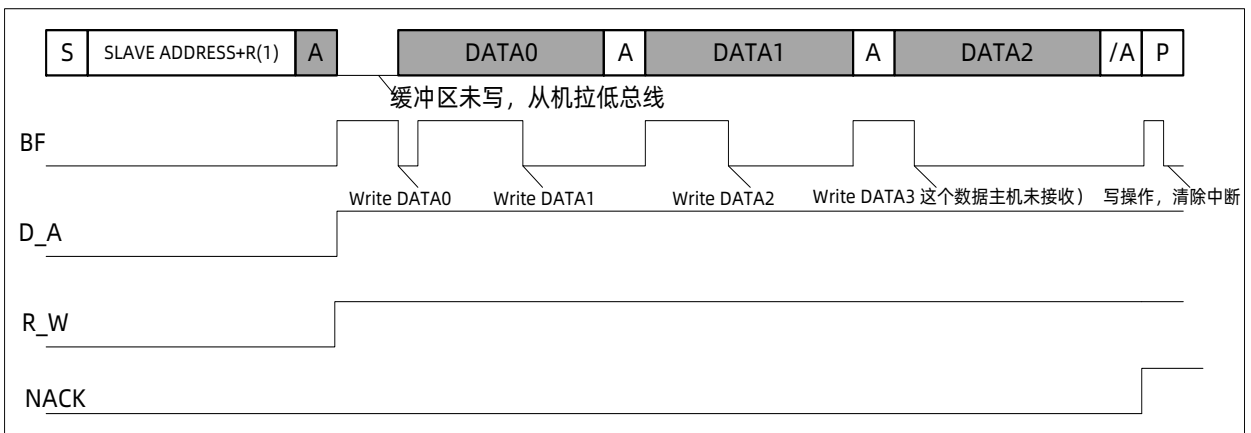 S SLAVE ADDRESS+R(1) A DATA0 A DATA1 A DATA2 /A P
缓冲区未写，从机拉低总线
BF
Write DATA0 Write DATA1 Write DATA2 Write DATA3 这个数据主机未接收） 写操作，清除中断
D_A
R_W
NACK